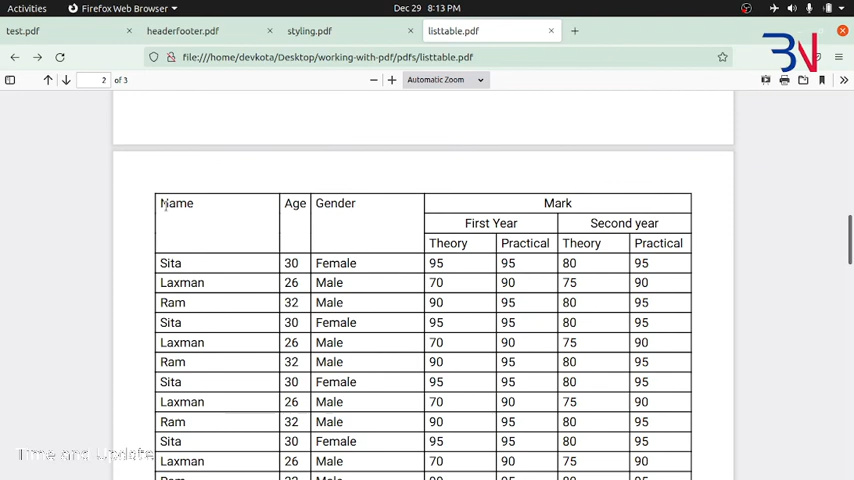 Activities Firefox Web Browser Dec 29 8:13 PM
test.pdf headerfooter.pdf styling.pdf listtable.pdf
file:///home/devkota/Desktop/working-with-pdf/pdfs/listtable.pdf
BN
2 of 3 Automatic Zoom
Name Age Gender Mark
First Year Second year
Theory Practical Theory Practical
Sita 30 Female 95 95 80 95
Laxman 26 Male 70 90 75 90
Ram 32 Male 90 95 80 95
Sita 30 Female 95 95 80 95
Laxman 26 Male 70 90 75 90
Ram 32 Male 90 95 80 95
Sita 30 Female 95 95 80 95
Laxman 26 Male 70 90 75 90
Ram 32 Male 90 95 80 95
Sita 30 Female 95 95 80 95
Time and Update
Laxman 26 Male 70 90 75 90
Ram 32 Male 90 95 80 95